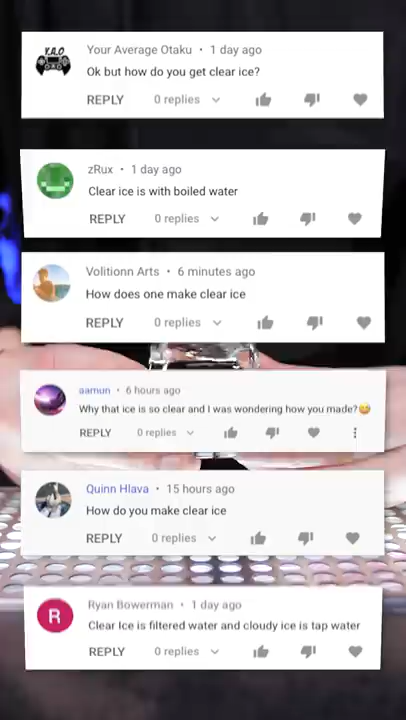 Y.A.O
Your Average Otaku • 1 day ago
Ok but how do you get clear ice?
REPLY 0 replies
zRux • 1 day ago
Clear ice is with boiled water
REPLY 0 replies
Volitionn Arts • 6 minutes ago
How does one make clear ice
REPLY 0 replies
aamun • 6 hours ago
Why that ice is so clear and I was wondering how you made?😅
REPLY 0 replies
Quinn Hlava • 15 hours ago
How do you make clear ice
REPLY 0 replies
R
Ryan Bowerman • 1 day ago
Clear Ice is filtered water and cloudy ice is tap water
REPLY 0 replies